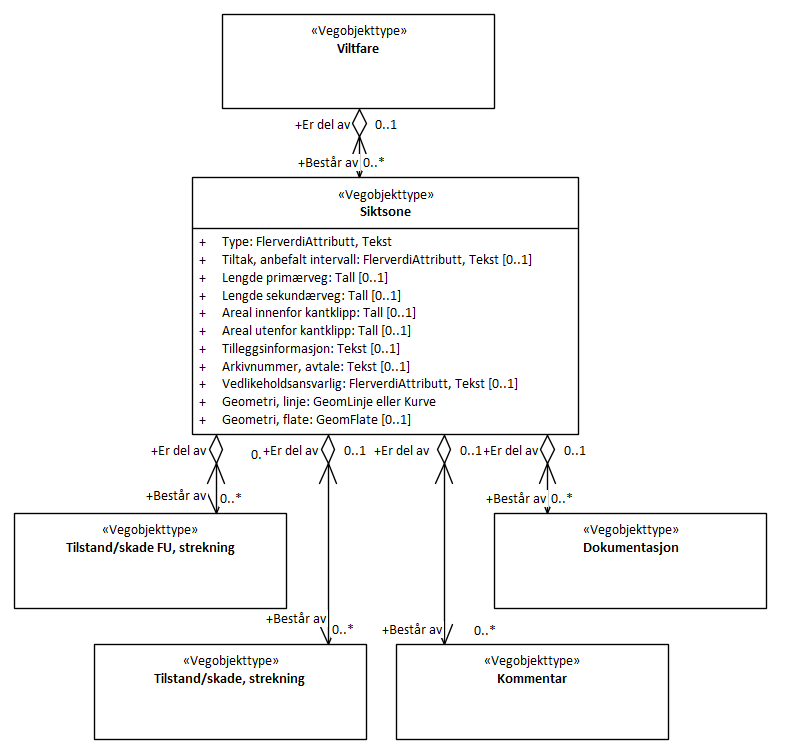 «Vegobjekttype»
Viltfare
+Er del av 0..1
+Består av 0..*
«Vegobjekttype»
Siktsone
+ Type: FlerverdiAttributt, Tekst
+ Tiltak, anbefalt intervall: FlerverdiAttributt, Tekst [0..1]
+ Lengde primærveg: Tall [0..1]
+ Lengde sekundærveg: Tall [0..1]
+ Areal innenfor kantklipp: Tall [0..1]
+ Areal utenfor kantklipp: Tall [0..1]
+ Tilleggsinformasjon: Tekst [0..1]
+ Arkivnummer, avtale: Tekst [0..1]
+ Vedlikeholdsansvarlig: FlerverdiAttributt, Tekst [0..1]
+ Geometri, linje: GeomLinje eller Kurve
+ Geometri, flate: GeomFlate [0..1]
+Er del av 0. +Er del av 0..1 +Er del av 0..1 +Er del av 0..1
+Består av 0..* +Består av 0..*
«Vegobjekttype» «Vegobjekttype»
Tilstand/skade FU, strekning Dokumentasjon
+Består av 0..* +Består av 0..*
«Vegobjekttype» «Vegobjekttype»
Tilstand/skade, strekning Kommentar